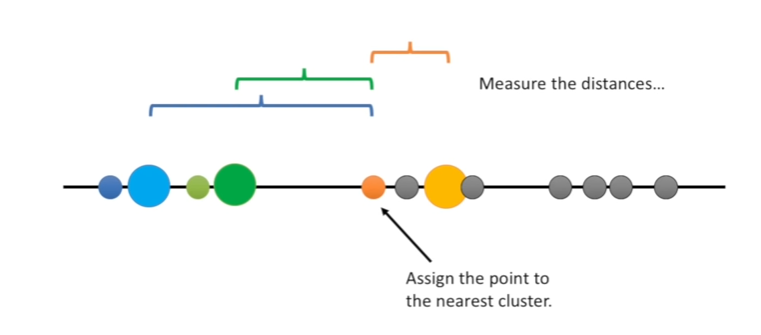 Measure the distances...
Assign the point to
the nearest cluster.